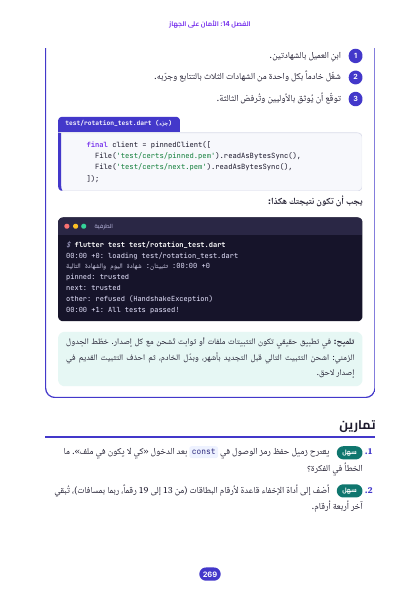 الفصل 14: الأمان على الجهاز
1 ابنِ العميل بالشهادتين.
2 شغّل خادماً بكل واحدة من الشهادات الثلاث بالتتابع وجرّبه.
3 توقّع أن يُوثق بالأوليين وتُرفض الثالثة.
test/rotation_test.dart (جزء)
final client = pinnedClient([
File('test/certs/pinned.pem').readAsBytesSync(),
File('test/certs/next.pem').readAsBytesSync(),
]);
يجب أن تكون نتيجتك هكذا:
الطرفية
$ flutter test test/rotation_test.dart
00:00 +0: loading test/rotation_test.dart
00:00 +0: تثبيتان: شهادة اليوم والشهادة التالية
pinned: trusted
next: trusted
other: refused (HandshakeException)
00:00 +1: All tests passed!
تلميح: في تطبيق حقيقي تكون التثبيتات ملفات أو ثوابت تُشحن مع كل إصدار. خطّط الجدول
الزمني: اشحن التثبيت التالي قبل التجديد بأشهر، وبدّل الخادم، ثم احذف التثبيت القديم في
إصدار لاحق.
تمارين
1. سهل يقترح زميل حفظ رمز الوصول في const بعد الدخول «كي لا يكون في ملف». ما
الخطأ في الفكرة؟
2. سهل أضف إلى أداة الإخفاء قاعدة لأرقام البطاقات (من 13 إلى 19 رقماً، ربما بمسافات)، تُبقي
آخر أربعة أرقام.
269